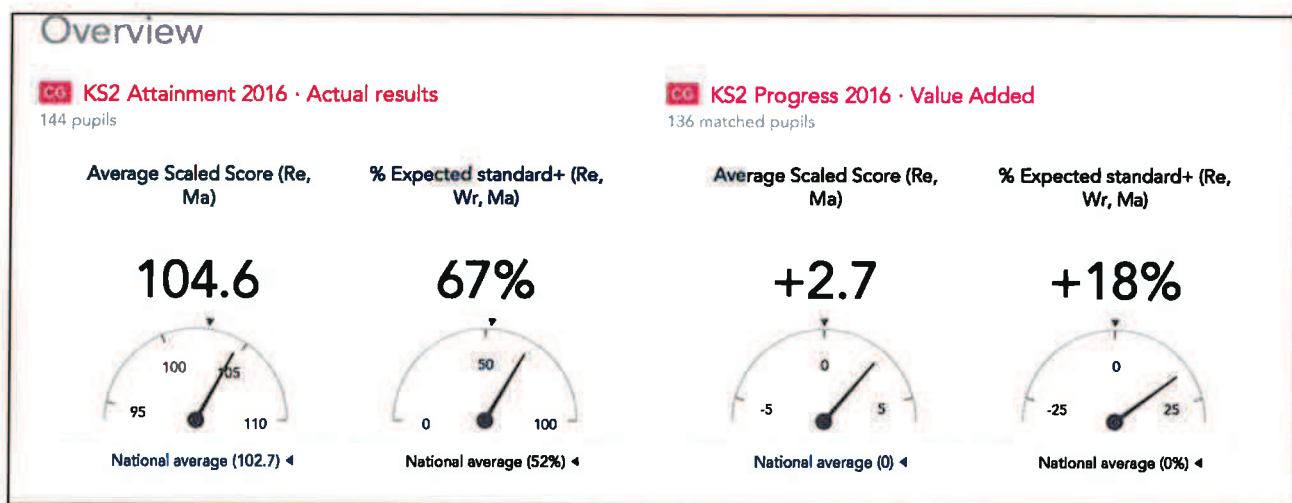 Overview
CG KS2 Attainment 2016 · Actual results
144 pupils
Average Scaled Score (Re,
Ma)
104.6
95
100
105
110
National average (102.7) ◄
% Expected standard+ (Re,
Wr, Ma)
67%
0
50
100
National average (52%) ◄
CG KS2 Progress 2016 · Value Added
136 matched pupils
Average Scaled Score (Re,
Ma)
+2.7
-5
0
5
National average (0) ◄
% Expected standard+ (Re,
Wr, Ma)
+18%
-25
0
25
National average (0%) ◄